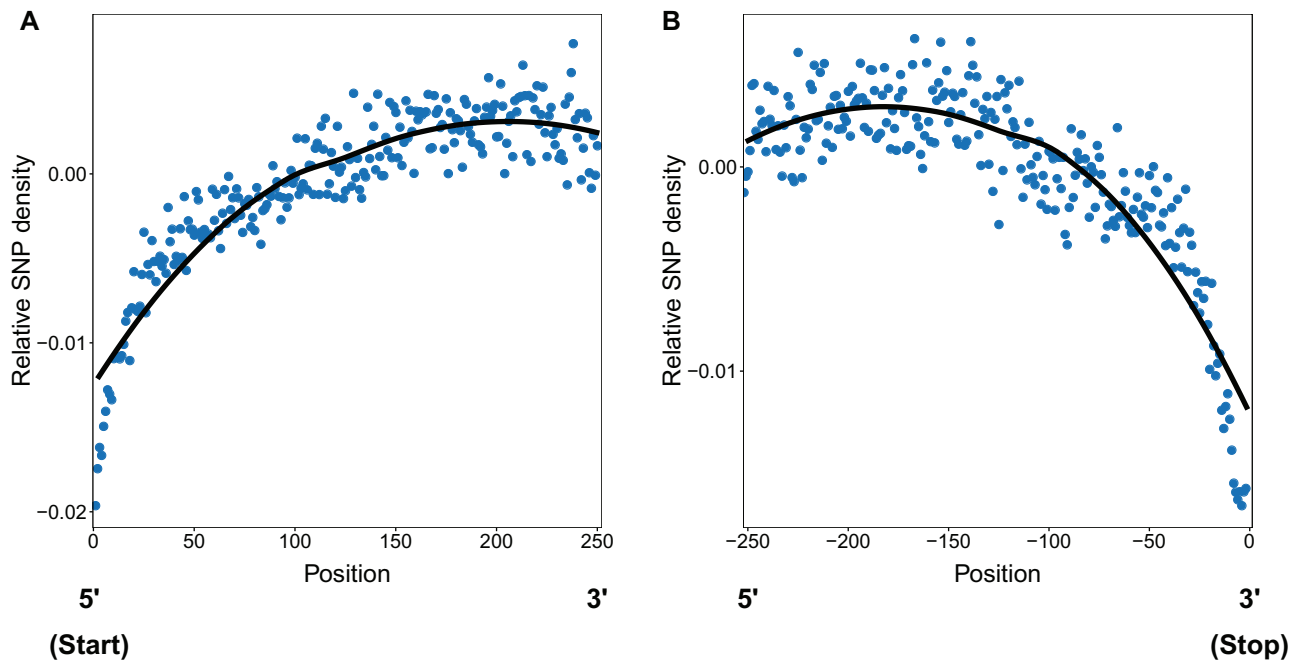 A
Relative SNP density
0.00
−0.01
−0.02
0 50 100 150 200 250
Position
5' 3'
(Start)
B
Relative SNP density
0.00
−0.01
−250 −200 −150 −100 −50 0
Position
5' 3'
(Stop)